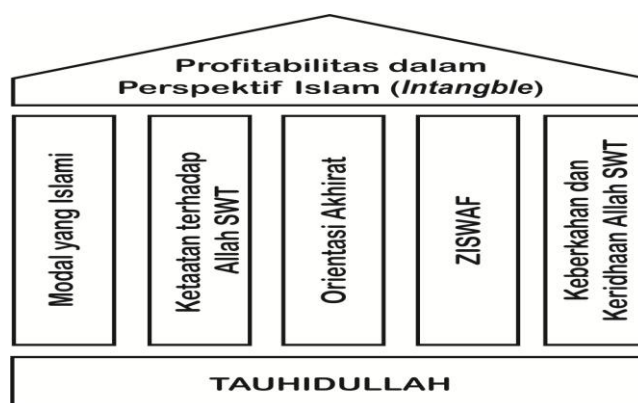 Profitabilitas dalam
Perspektif Islam (Intangble)
Modal yang Islami
Ketaatan terhadap
Allah SWT
Orientasi Akhirat
ZISWAF
Keberkahan dan
Keridhaan Allah SWT
TAUHIDULLAH